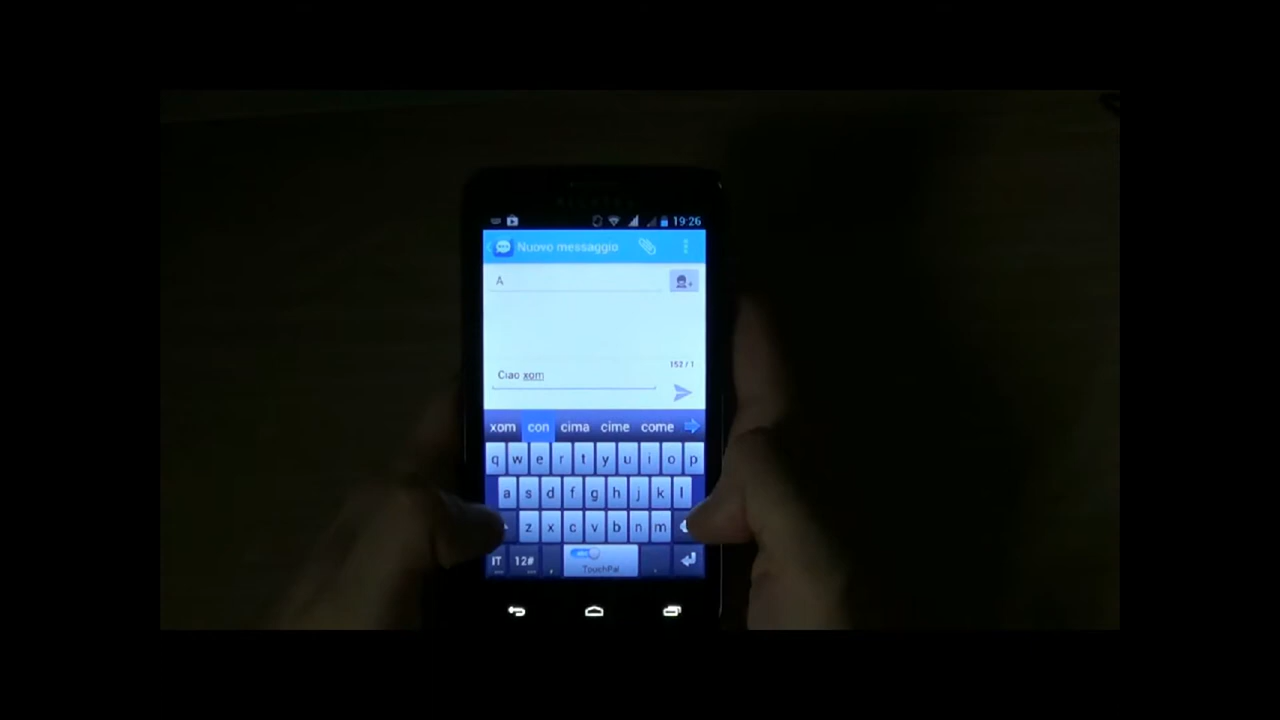 19:26
Nuovo messaggio
A
152/1
Ciao xom
xom con cima cime come
q w e r t y u i o p
a s d f g h j k l
z x c v b n m
IT 12# , TouchPal .